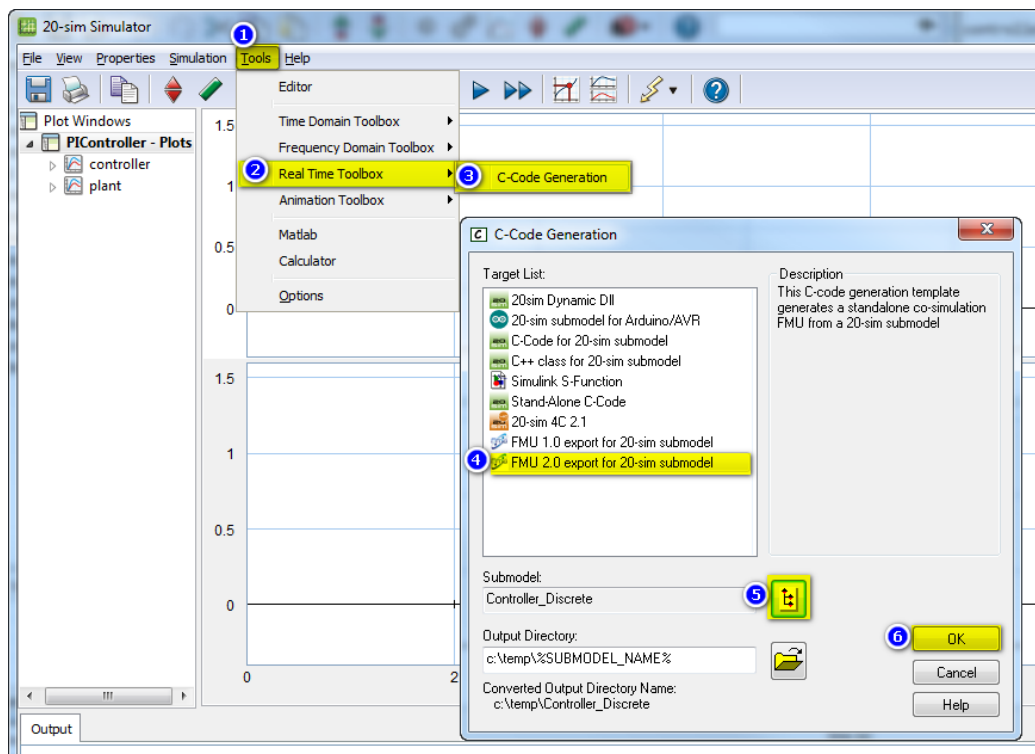 20-sim Simulator
1
File View Properties Simulation Tools Help
Plot Windows
PIController - Plots
controller
plant
1.5
1
0.5
0
1.5
1
0.5
0
0
2
Editor
Time Domain Toolbox
Frequency Domain Toolbox
2 Real Time Toolbox
Animation Toolbox
Matlab
Calculator
Options
3 C-Code Generation
C-Code Generation
Target List:
20sim Dynamic Dll
20-sim submodel for Arduino/AVR
C-Code for 20-sim submodel
C++ class for 20-sim submodel
Simulink S-Function
Stand-Alone C-Code
20-sim 4C 2.1
FMU 1.0 export for 20-sim submodel
4 FMU 2.0 export for 20-sim submodel
Description
This C-code generation template
generates a standalone co-simulation
FMU from a 20-sim submodel
Submodel:
Controller_Discrete
5
Output Directory:
c:\temp\%SUBMODEL_NAME%
Converted Output Directory Name:
c:\temp\Controller_Discrete
6 OK
Cancel
Help
Output